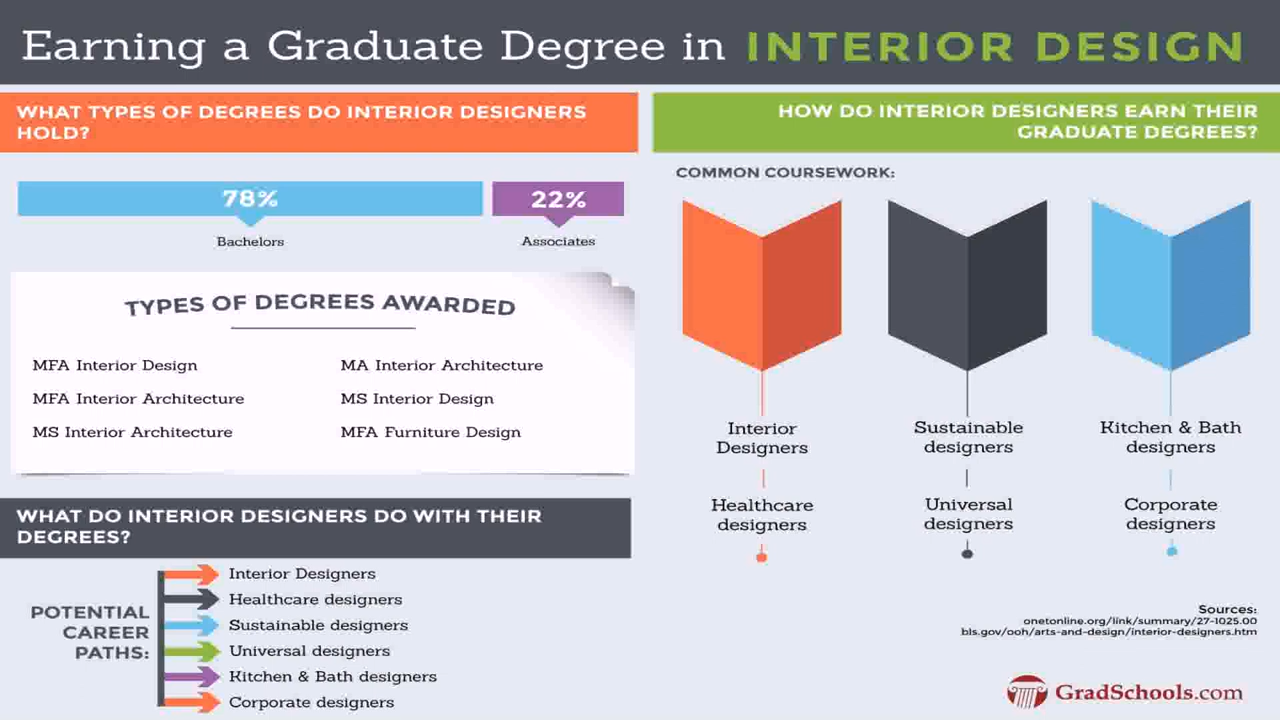 Earning a Graduate Degree in INTERIOR DESIGN
WHAT TYPES OF DEGREES DO INTERIOR DESIGNERS
HOLD?
78%
22%
Bachelors
Associates
TYPES OF DEGREES AWARDED
MFA Interior Design
MA Interior Architecture
MFA Interior Architecture
MS Interior Design
MS Interior Architecture
MFA Furniture Design
WHAT DO INTERIOR DESIGNERS DO WITH THEIR
DEGREES?
POTENTIAL
CAREER
PATHS:
Interior Designers
Healthcare designers
Sustainable designers
Universal designers
Kitchen & Bath designers
Corporate designers
HOW DO INTERIOR DESIGNERS EARN THEIR
GRADUATE DEGREES?
COMMON COURSEWORK:
Interior
Designers
Healthcare
designers
Sustainable
designers
Universal
designers
Kitchen & Bath
designers
Corporate
designers
Sources:
onetonline.org/link/summary/27-1025.00
bls.gov/ooh/arts-and-design/interior-designers.htm
GradSchools.com